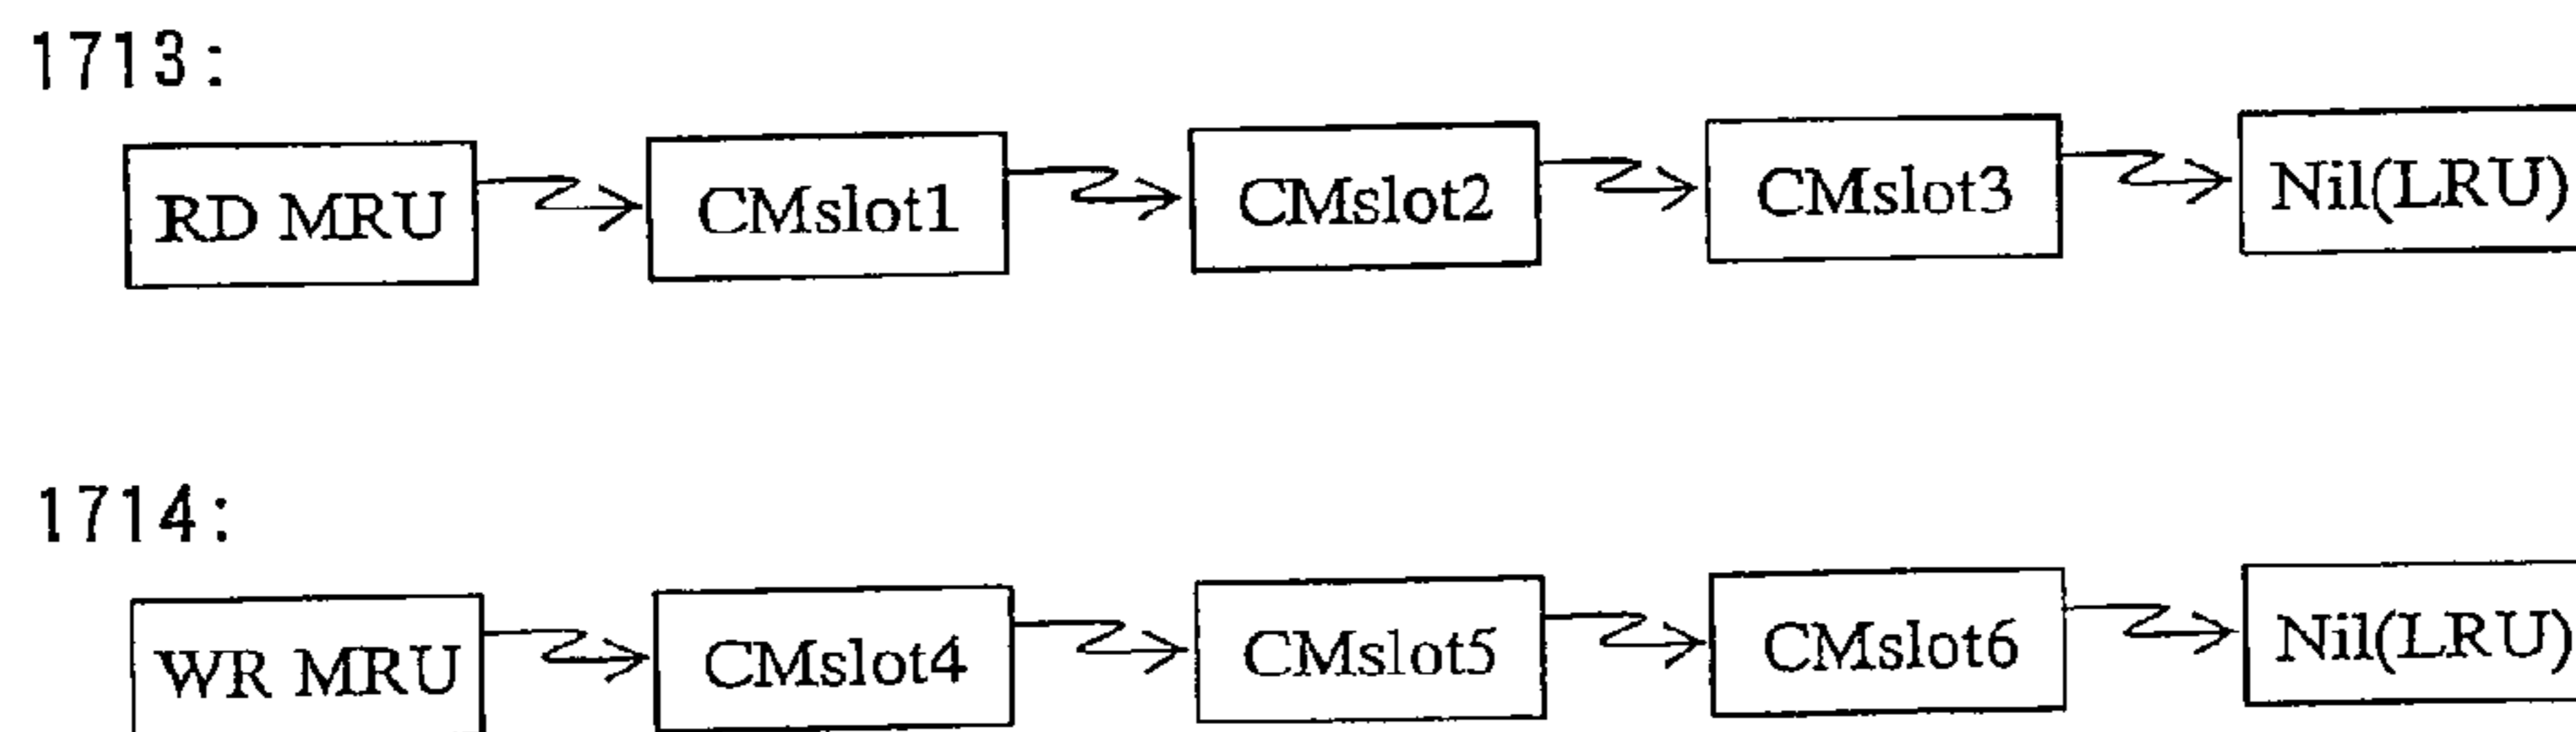 1713:
RD MRU CMslot1 CMslot2 CMslot3 Nil(LRU)
1714:
WR MRU CMslot4 CMslot5 CMslot6 Nil(LRU)